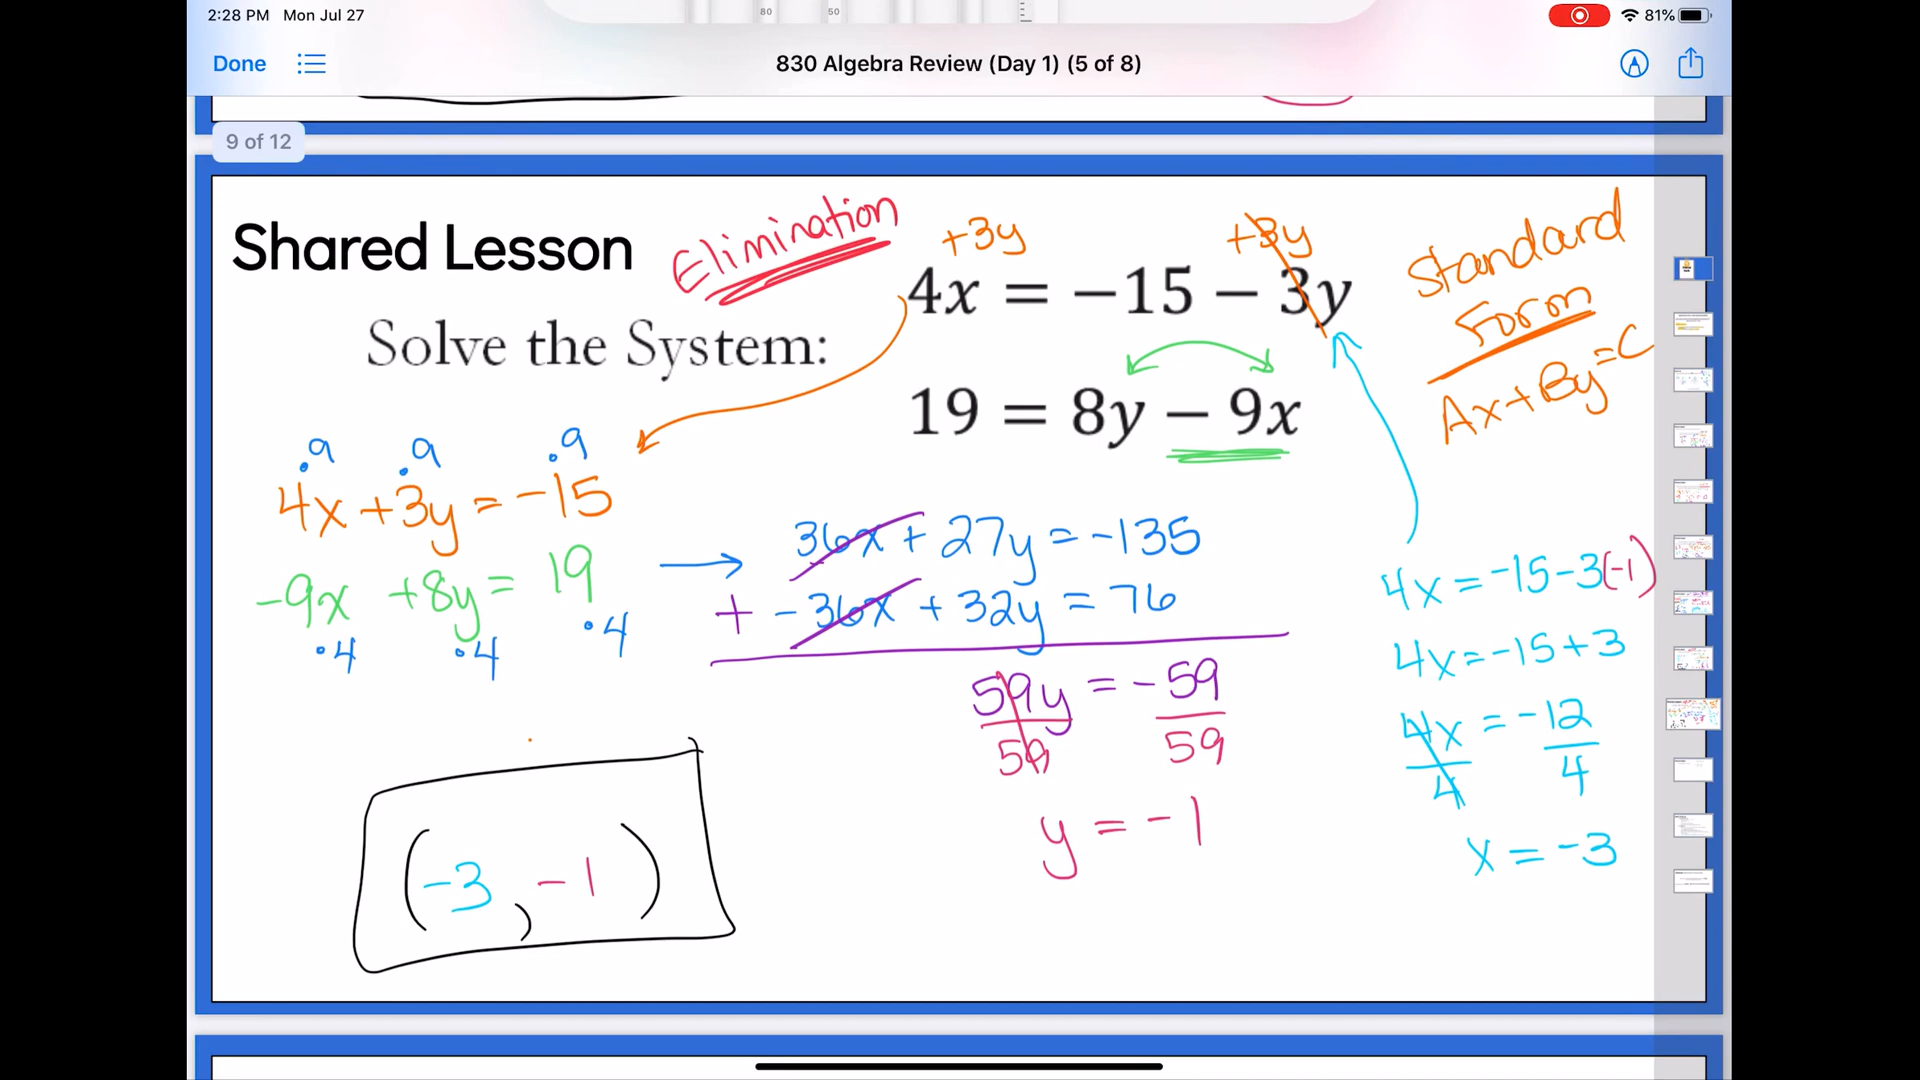 2:28 PM Mon Jul 27
80 50
81%
Done
830 Algebra Review (Day 1) (5 of 8)
9 of 12
Shared Lesson
Elimination
+3y +3y
4x = −15 − 3y
Standard
Form
Ax+By=C
Solve the System:
19 = 8y − 9x
.9 .9 .9
4x +3y = -15
-9x +8y = 19
.4 .4 .4
36x + 27y = -135
+ -36x + 32y = 76
59y = -59
59 59
y = -1
4x = -15-3(-1)
4x = -15+3
4x = -12
4 4
x = -3
(-3, -1)